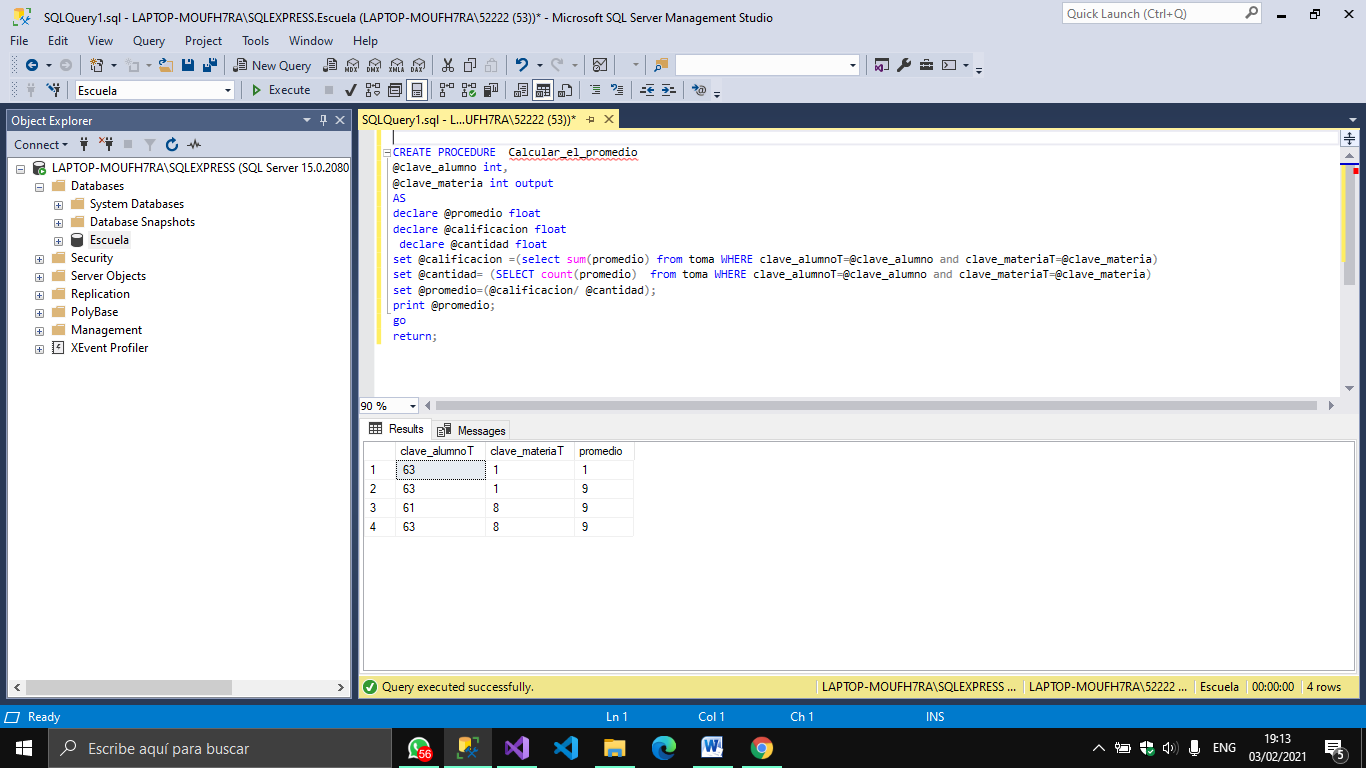 SQLQuery1.sql - LAPTOP-MOUFH7RA\SQLEXPRESS.Escuela (LAPTOP-MOUFH7RA\52222 (53))* - Microsoft SQL Server Management Studio
Quick Launch (Ctrl+Q)
File Edit View Query Project Tools Window Help
New Query MDX DMX XMLA DAX
Escuela Execute
Object Explorer
SQLQuery1.sql - L...UFH7RA\52222 (53))*
Connect
LAPTOP-MOUFH7RA\SQLEXPRESS (SQL Server 15.0.2080
Databases
System Databases
Database Snapshots
Escuela
Security
Server Objects
Replication
PolyBase
Management
XEvent Profiler
CREATE PROCEDURE  Calcular_el_promedio
@clave_alumno int,
@clave_materia int output
AS
declare @promedio float
declare @calificacion float
 declare @cantidad float
set @calificacion =(select sum(promedio) from toma WHERE clave_alumnoT=@clave_alumno and clave_materiaT=@clave_materia)
set @cantidad= (SELECT count(promedio)  from toma WHERE clave_alumnoT=@clave_alumno and clave_materiaT=@clave_materia)
set @promedio=(@calificacion/ @cantidad);
print @promedio;
go
return;
90 %
Results Messages
clave_alumnoT clave_materiaT promedio
1 63 1 1
2 63 1 9
3 61 8 9
4 63 8 9
Query executed successfully. LAPTOP-MOUFH7RA\SQLEXPRESS ... LAPTOP-MOUFH7RA\52222 ... Escuela 00:00:00 4 rows
Ready Ln 1 Col 1 Ch 1 INS
Escribe aquí para buscar
56
ENG
19:13
03/02/2021
5